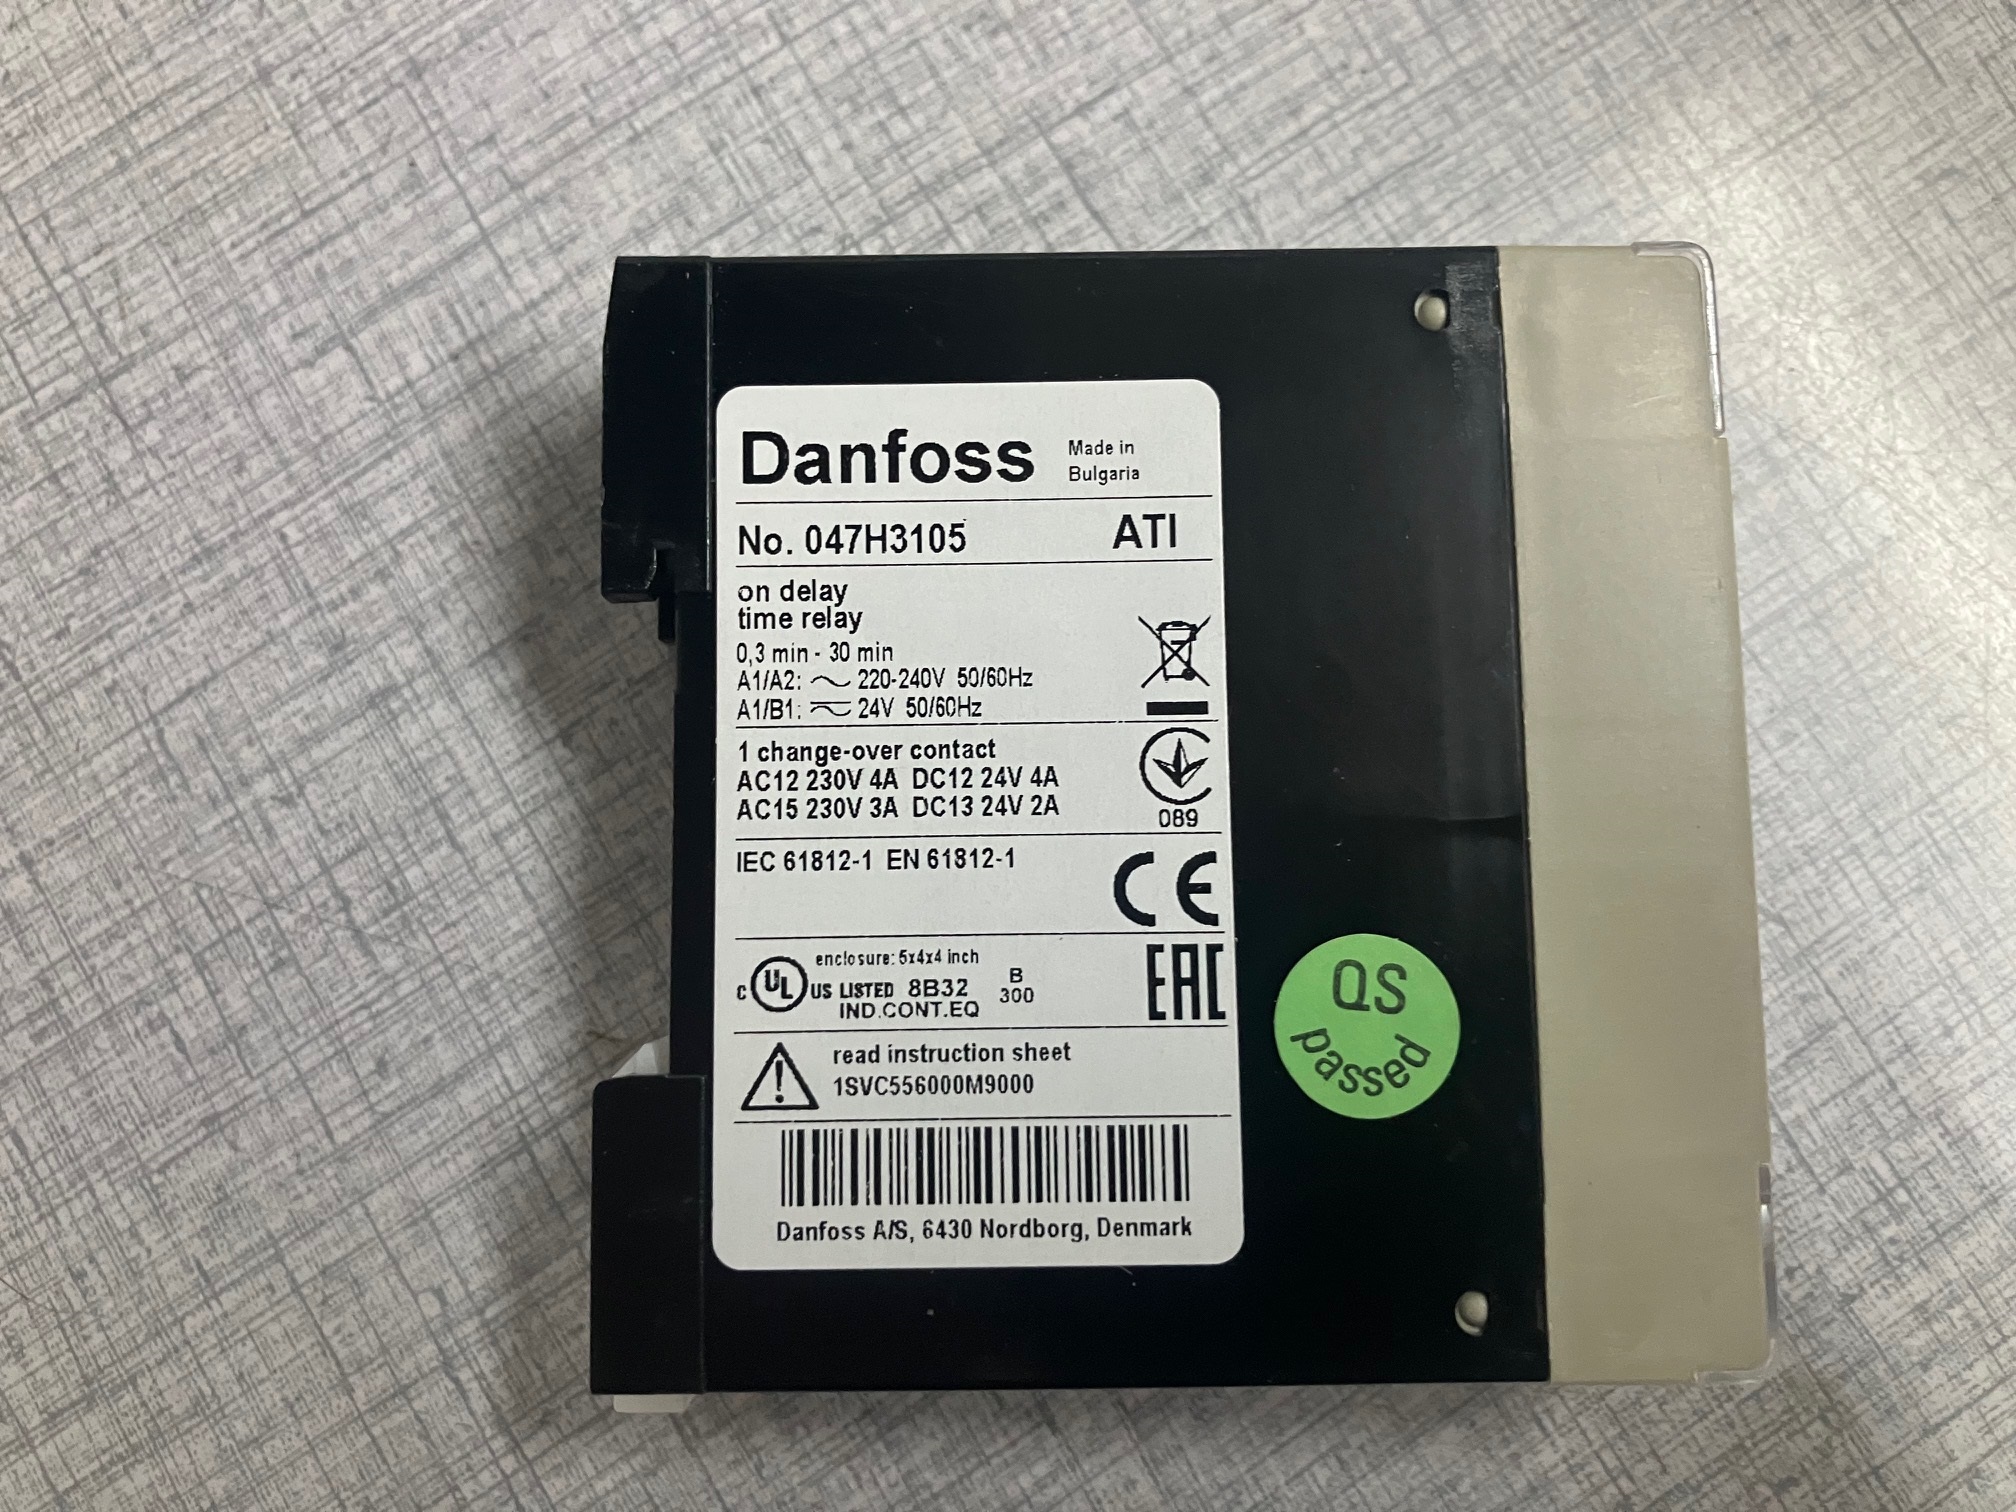 Danfoss
Made in
Bulgaria
No. 047H3105 ATI
on delay
time relay
0,3 min - 30 min
A1/A2: 220-240V 50/60Hz
A1/B1: 24V 50/60Hz
1 change-over contact
AC12 230V 4A DC12 24V 4A
AC15 230V 3A DC13 24V 2A
089
IEC 61812-1 EN 61812-1
CE
enclosure: 5x4x4 inch
c UL US LISTED 8B32
IND.CONT.EQ
B
300
EAC
read instruction sheet
1SVC556000M9000
Danfoss A/S, 6430 Nordborg, Denmark
QS
passed